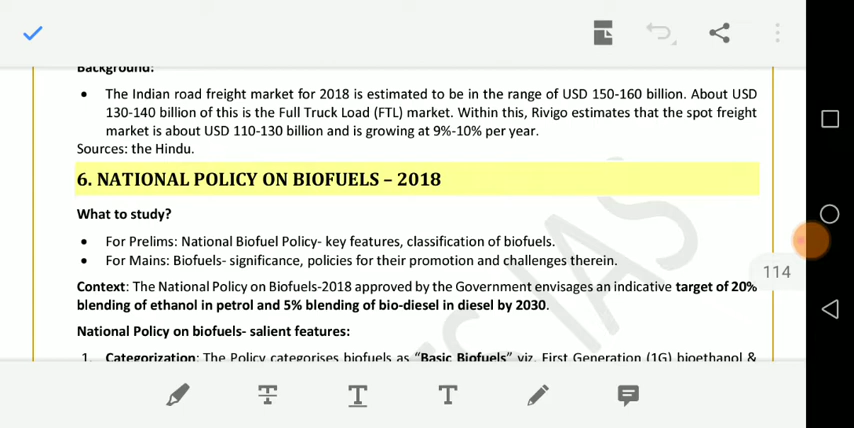 Background:
• The Indian road freight market for 2018 is estimated to be in the range of USD 150-160 billion. About USD
130-140 billion of this is the Full Truck Load (FTL) market. Within this, Rivigo estimates that the spot freight
market is about USD 110-130 billion and is growing at 9%-10% per year.
Sources: the Hindu.
6. NATIONAL POLICY ON BIOFUELS – 2018
What to study?
• For Prelims: National Biofuel Policy- key features, classification of biofuels.
• For Mains: Biofuels- significance, policies for their promotion and challenges therein.
114
Context: The National Policy on Biofuels-2018 approved by the Government envisages an indicative target of 20%
blending of ethanol in petrol and 5% blending of bio-diesel in diesel by 2030.
National Policy on biofuels- salient features:
1. Categorization: The Policy categorises biofuels as “Basic Biofuels” viz. First Generation (1G) bioethanol &
T T T
IAS